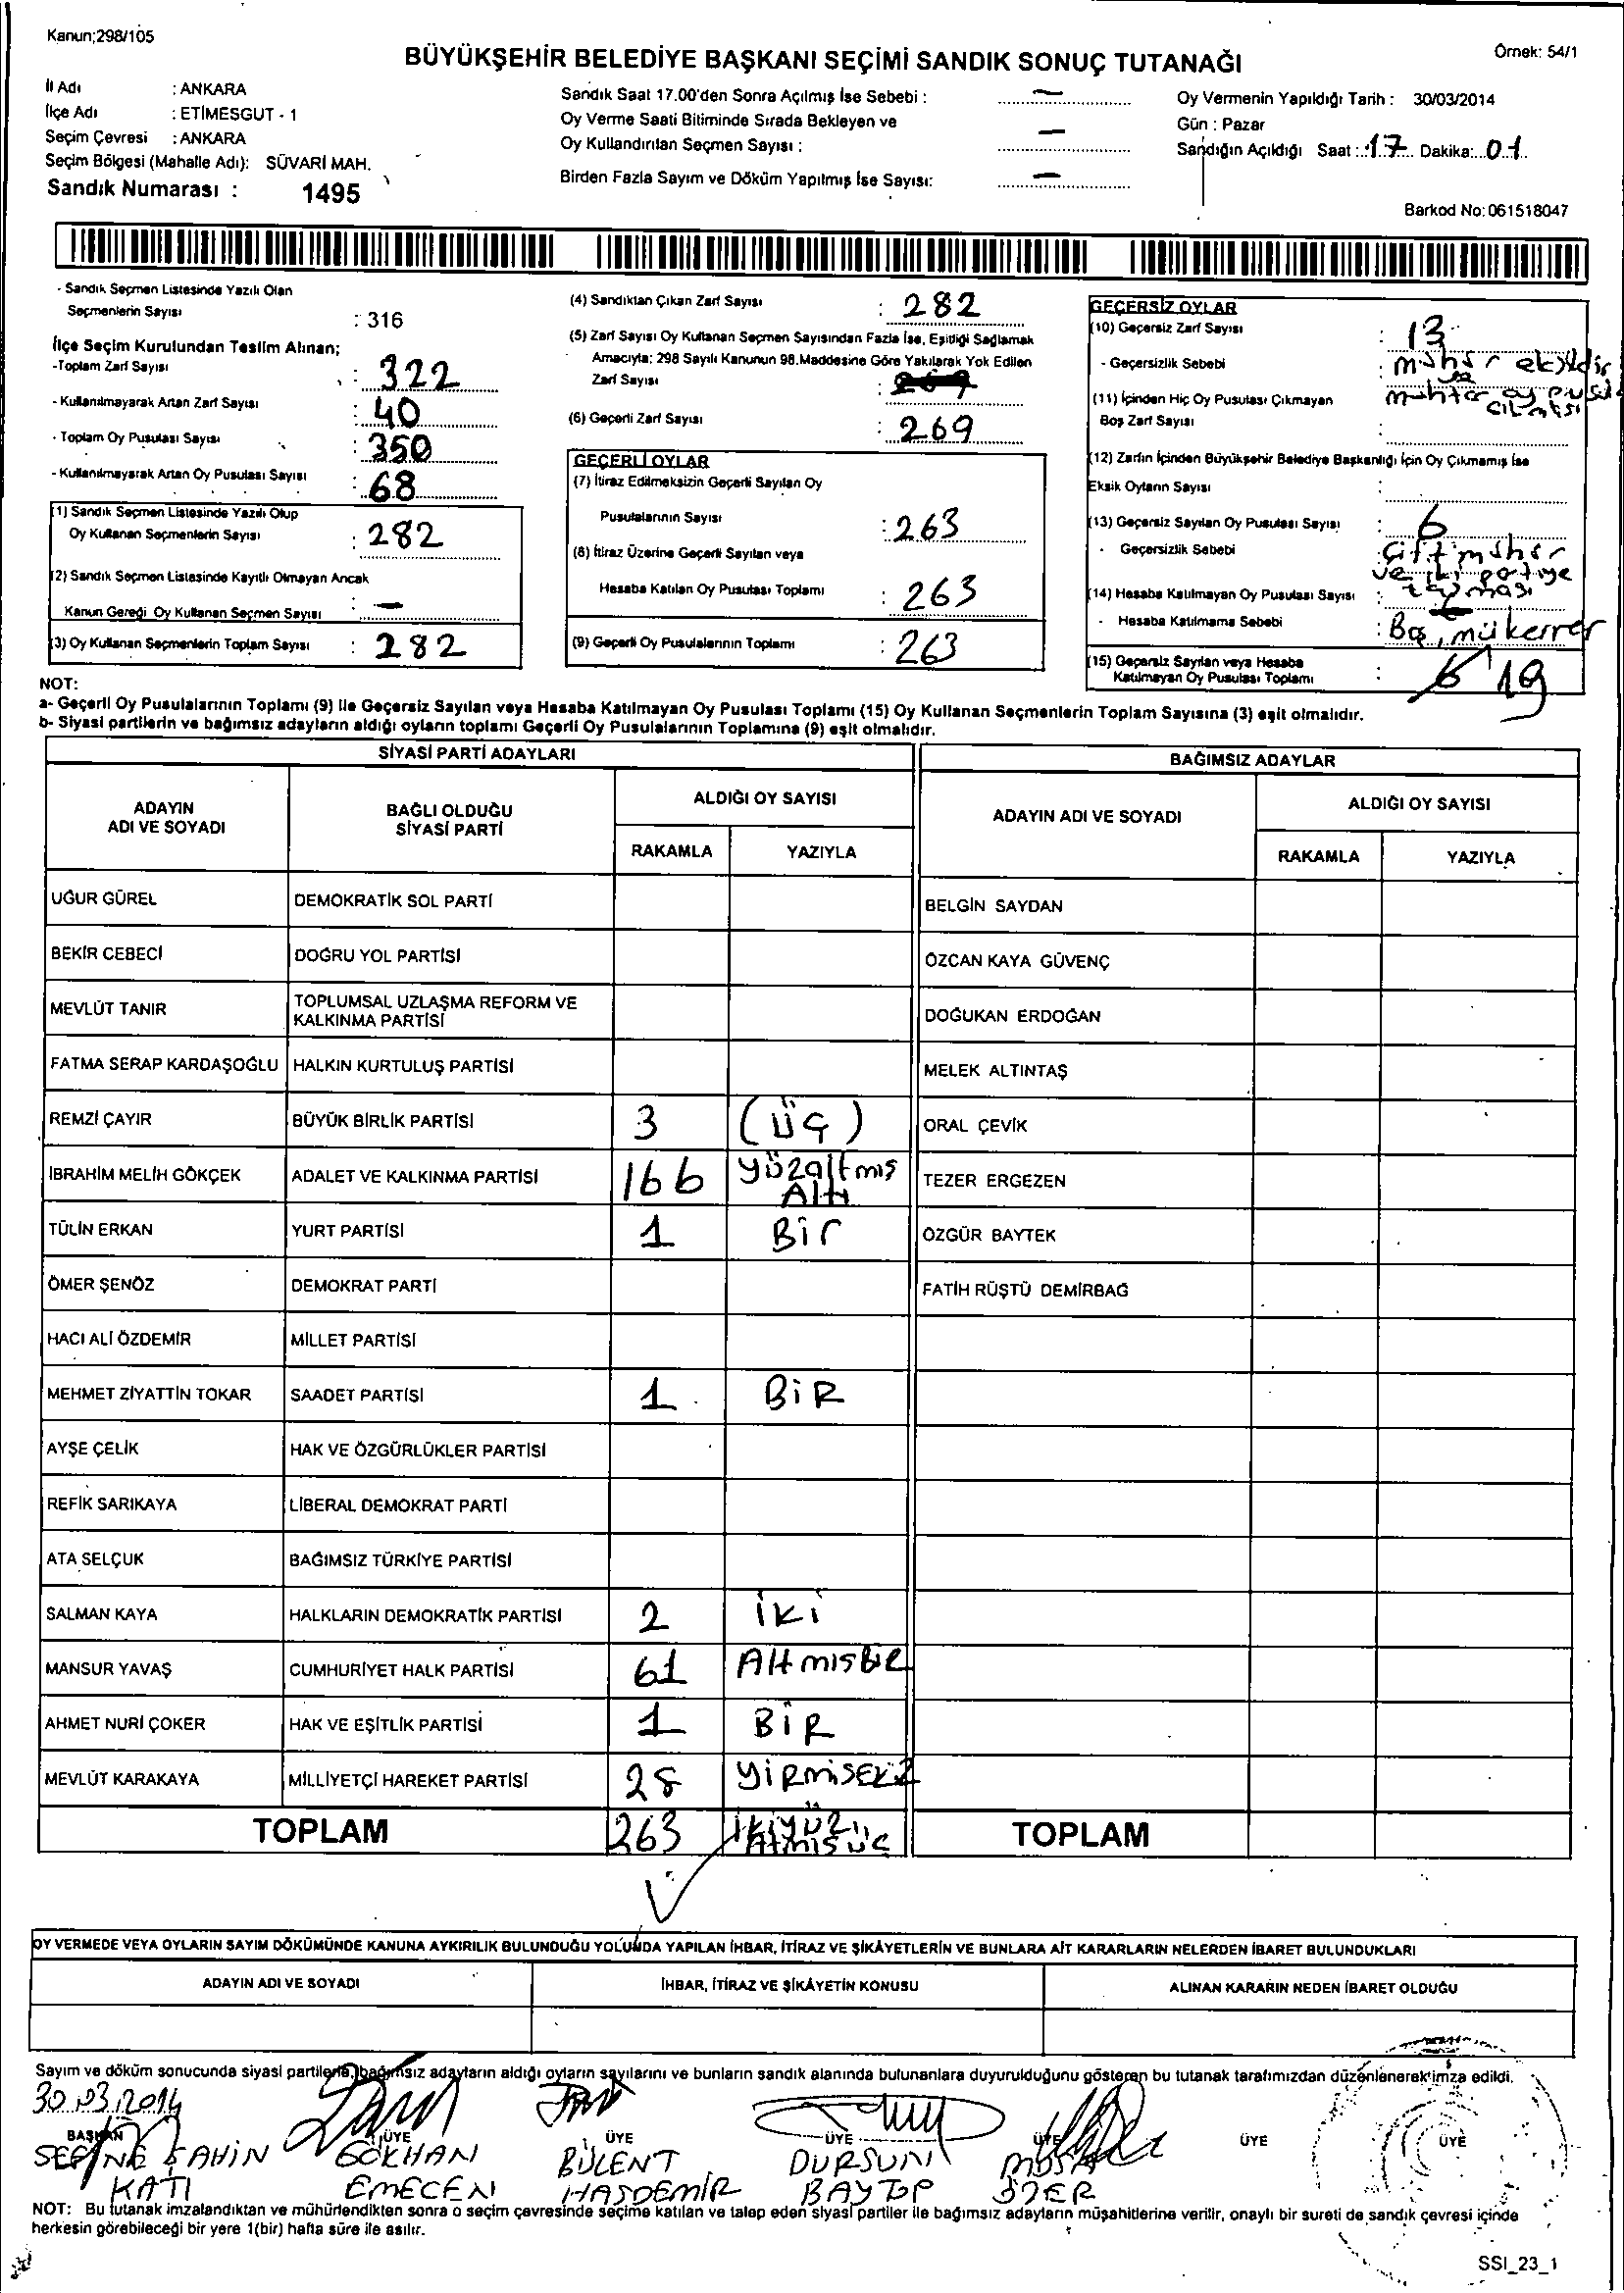 Kanun;298/105
BÜYÜKŞEHİR BELEDİYE BAŞKANI SEÇİMİ SANDIK SONUÇ TUTANAĞI
Örnek: 54/1
İl Adı : ANKARA
İlçe Adı : ETİMESGUT - 1
Seçim Çevresi : ANKARA
Seçim Bölgesi (Mahalle Adı): SÜVARİ MAH.
Sandık Numarası : 1495
Sandık Saat 17.00'den Sonra Açılmış İse Sebebi : —
Oy Verme Saati Bitiminde Sırada Bekleyen ve
Oy Kullandırılan Seçmen Sayısı : —
Birden Fazla Sayım ve Döküm Yapılmış İse Sayısı: —
Oy Vermenin Yapıldığı Tarih : 30/03/2014
Gün : Pazar
Sandığın Açıldığı Saat : 17 Dakika: 01
Barkod No: 061518047
- Sandık Seçmen Listesinde Yazılı Olan
Seçmenlerin Sayısı : 316
İlçe Seçim Kurulundan Teslim Alınan;
-Toplam Zarf Sayısı : 322
- Kullanılmayarak Artan Zarf Sayısı : 40
- Toplam Oy Pusulası Sayısı : 350
- Kullanılmayarak Artan Oy Pusulası Sayısı : 68
(1) Sandık Seçmen Listesinde Yazılı Olup
Oy Kullanan Seçmenlerin Sayısı : 282
(2) Sandık Seçmen Listesinde Kayıtlı Olmayan Ancak
Kanun Gereği Oy Kullanan Seçmen Sayısı : —
(3) Oy Kullanan Seçmenlerin Toplam Sayısı : 282
(4) Sandıktan Çıkan Zarf Sayısı : 282
(5) Zarf Sayısı Oy Kullanan Seçmen Sayısından Fazla İse, Eşitliği Sağlamak
Amacıyla; 298 Sayılı Kanunun 98.Maddesine Göre Yakılarak Yok Edilen
Zarf Sayısı :
(6) Geçerli Zarf Sayısı : 269
GEÇERLİ OYLAR
(7) İtiraz Edilmeksizin Geçerli Sayılan Oy
Pusulalarının Sayısı : 263
(8) İtiraz Üzerine Geçerli Sayılan veya
Hesaba Katılan Oy Pusulası Toplamı : 263
(9) Geçerli Oy Pusulalarının Toplamı : 263
GEÇERSİZ OYLAR
(10) Geçersiz Zarf Sayısı : 13
- Geçersizlik Sebebi : mühür
ve
muhtar oy pusula
(11) İçinden Hiç Oy Pusulası Çıkmayan
Boş Zarf Sayısı :
(12) Zarfın İçinden Büyükşehir Belediye Başkanlığı İçin Oy Çıkmamış İse
Eksik Oyların Sayısı :
(13) Geçersiz Sayılan Oy Pusulası Sayısı : 6
- Geçersizlik Sebebi : Çift mühür
ve iki partiye
taşması
(14) Hesaba Katılmayan Oy Pusulası Sayısı :
- Hesaba Katılmama Sebebi : Boş, mükerrer
(15) Geçersiz Sayılan veya Hesaba
Katılmayan Oy Pusulası Toplamı : 6 19
NOT:
a- Geçerli Oy Pusulalarının Toplamı (9) ile Geçersiz Sayılan veya Hesaba Katılmayan Oy Pusulası Toplamı (15) Oy Kullanan Seçmenlerin Toplam Sayısına (3) eşit olmalıdır.
b- Siyasi partilerin ve bağımsız adayların aldığı oyların toplamı Geçerli Oy Pusulalarının Toplamına (9) eşit olmalıdır.
SİYASİ PARTİ ADAYLARI
BAĞIMSIZ ADAYLAR
ADAYIN
ADI VE SOYADI
BAĞLI OLDUĞU
SİYASİ PARTİ
ALDIĞI OY SAYISI
RAKAMLA YAZIYLA
ADAYIN ADI VE SOYADI
ALDIĞI OY SAYISI
RAKAMLA YAZIYLA
UĞUR GÜREL DEMOKRATİK SOL PARTİ BELGİN SAYDAN
BEKİR CEBECİ DOĞRU YOL PARTİSİ ÖZCAN KAYA GÜVENÇ
MEVLÜT TANIR TOPLUMSAL UZLAŞMA REFORM VE
KALKINMA PARTİSİ DOĞUKAN ERDOĞAN
FATMA SERAP KARDAŞOĞLU HALKIN KURTULUŞ PARTİSİ MELEK ALTINTAŞ
REMZİ ÇAYIR BÜYÜK BİRLİK PARTİSİ 3 (ÜÇ) ORAL ÇEVİK
İBRAHİM MELİH GÖKÇEK ADALET VE KALKINMA PARTİSİ 166 yüzaltmış
Altı TEZER ERGEZEN
TÜLİN ERKAN YURT PARTİSİ 1 Bir ÖZGÜR BAYTEK
ÖMER ŞENÖZ DEMOKRAT PARTİ FATİH RÜŞTÜ DEMİRBAĞ
HACI ALİ ÖZDEMİR MİLLET PARTİSİ
MEHMET ZİYATTİN TOKAR SAADET PARTİSİ 1 BİR
AYŞE ÇELİK HAK VE ÖZGÜRLÜKLER PARTİSİ
REFİK SARIKAYA LİBERAL DEMOKRAT PARTİ
ATA SELÇUK BAĞIMSIZ TÜRKİYE PARTİSİ
SALMAN KAYA HALKLARIN DEMOKRATİK PARTİSİ 2 iki
MANSUR YAVAŞ CUMHURİYET HALK PARTİSİ 61 Altmışbir
AHMET NURİ ÇOKER HAK VE EŞİTLİK PARTİSİ 1 BİR
MEVLÜT KARAKAYA MİLLİYETÇİ HAREKET PARTİSİ 28 yirmisekiz
TOPLAM 263 ikiyüz
Atmışüç TOPLAM
OY VERMEDE VEYA OYLARIN SAYIM DÖKÜMÜNDE KANUNA AYKIRILIK BULUNDUĞU YOLUNDA YAPILAN İHBAR, İTİRAZ VE ŞİKÂYETLERİN VE BUNLARA AİT KARARLARIN NELERDEN İBARET BULUNDUKLARI
ADAYIN ADI VE SOYADI İHBAR, İTİRAZ VE ŞİKÂYETİN KONUSU ALINAN KARARIN NEDEN İBARET OLDUĞU
Sayım ve döküm sonucunda siyasi partilerle, bağımsız adayların aldığı oyların sayılarını ve bunların sandık alanında bulunanlara duyurulduğunu gösteren bu tutanak tarafımızdan düzenlenerek imza edildi.
30.03.2014
BAŞKAN ÜYE ÜYE ÜYE ÜYE ÜYE ÜYE
ŞAHİN GÖKHAN BÜLENT DURSUN MUSA
KATI EMECEN HASDEMİR BAYTOP ÖZER
NOT: Bu tutanak imzalandıktan ve mühürlendikten sonra o seçim çevresinde seçime katılan ve talep eden siyasi partiler ile bağımsız adayların müşahitlerine verilir, onaylı bir sureti de sandık çevresi içinde
herkesin görebileceği bir yere 1(bir) hafta süre ile asılır.
SSI_23_1